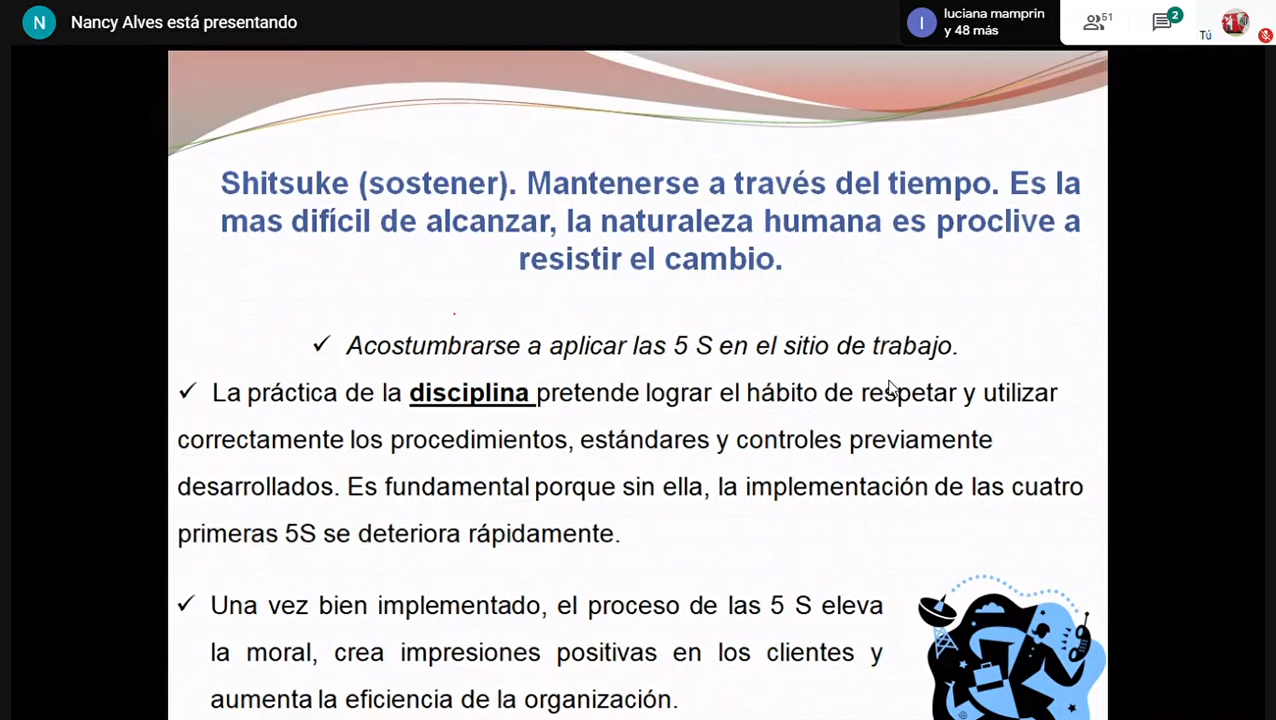 N Nancy Alves está presentando
l luciana mamprin
y 48 más
51
2
Tú
Shitsuke (sostener). Mantenerse a través del tiempo. Es la
mas difícil de alcanzar, la naturaleza humana es proclive a
resistir el cambio.
✓ Acostumbrarse a aplicar las 5 S en el sitio de trabajo.
✓ La práctica de la disciplina pretende lograr el hábito de respetar y utilizar
correctamente los procedimientos, estándares y controles previamente
desarrollados. Es fundamental porque sin ella, la implementación de las cuatro
primeras 5S se deteriora rápidamente.
✓ Una vez bien implementado, el proceso de las 5 S eleva
la moral, crea impresiones positivas en los clientes y
aumenta la eficiencia de la organización.